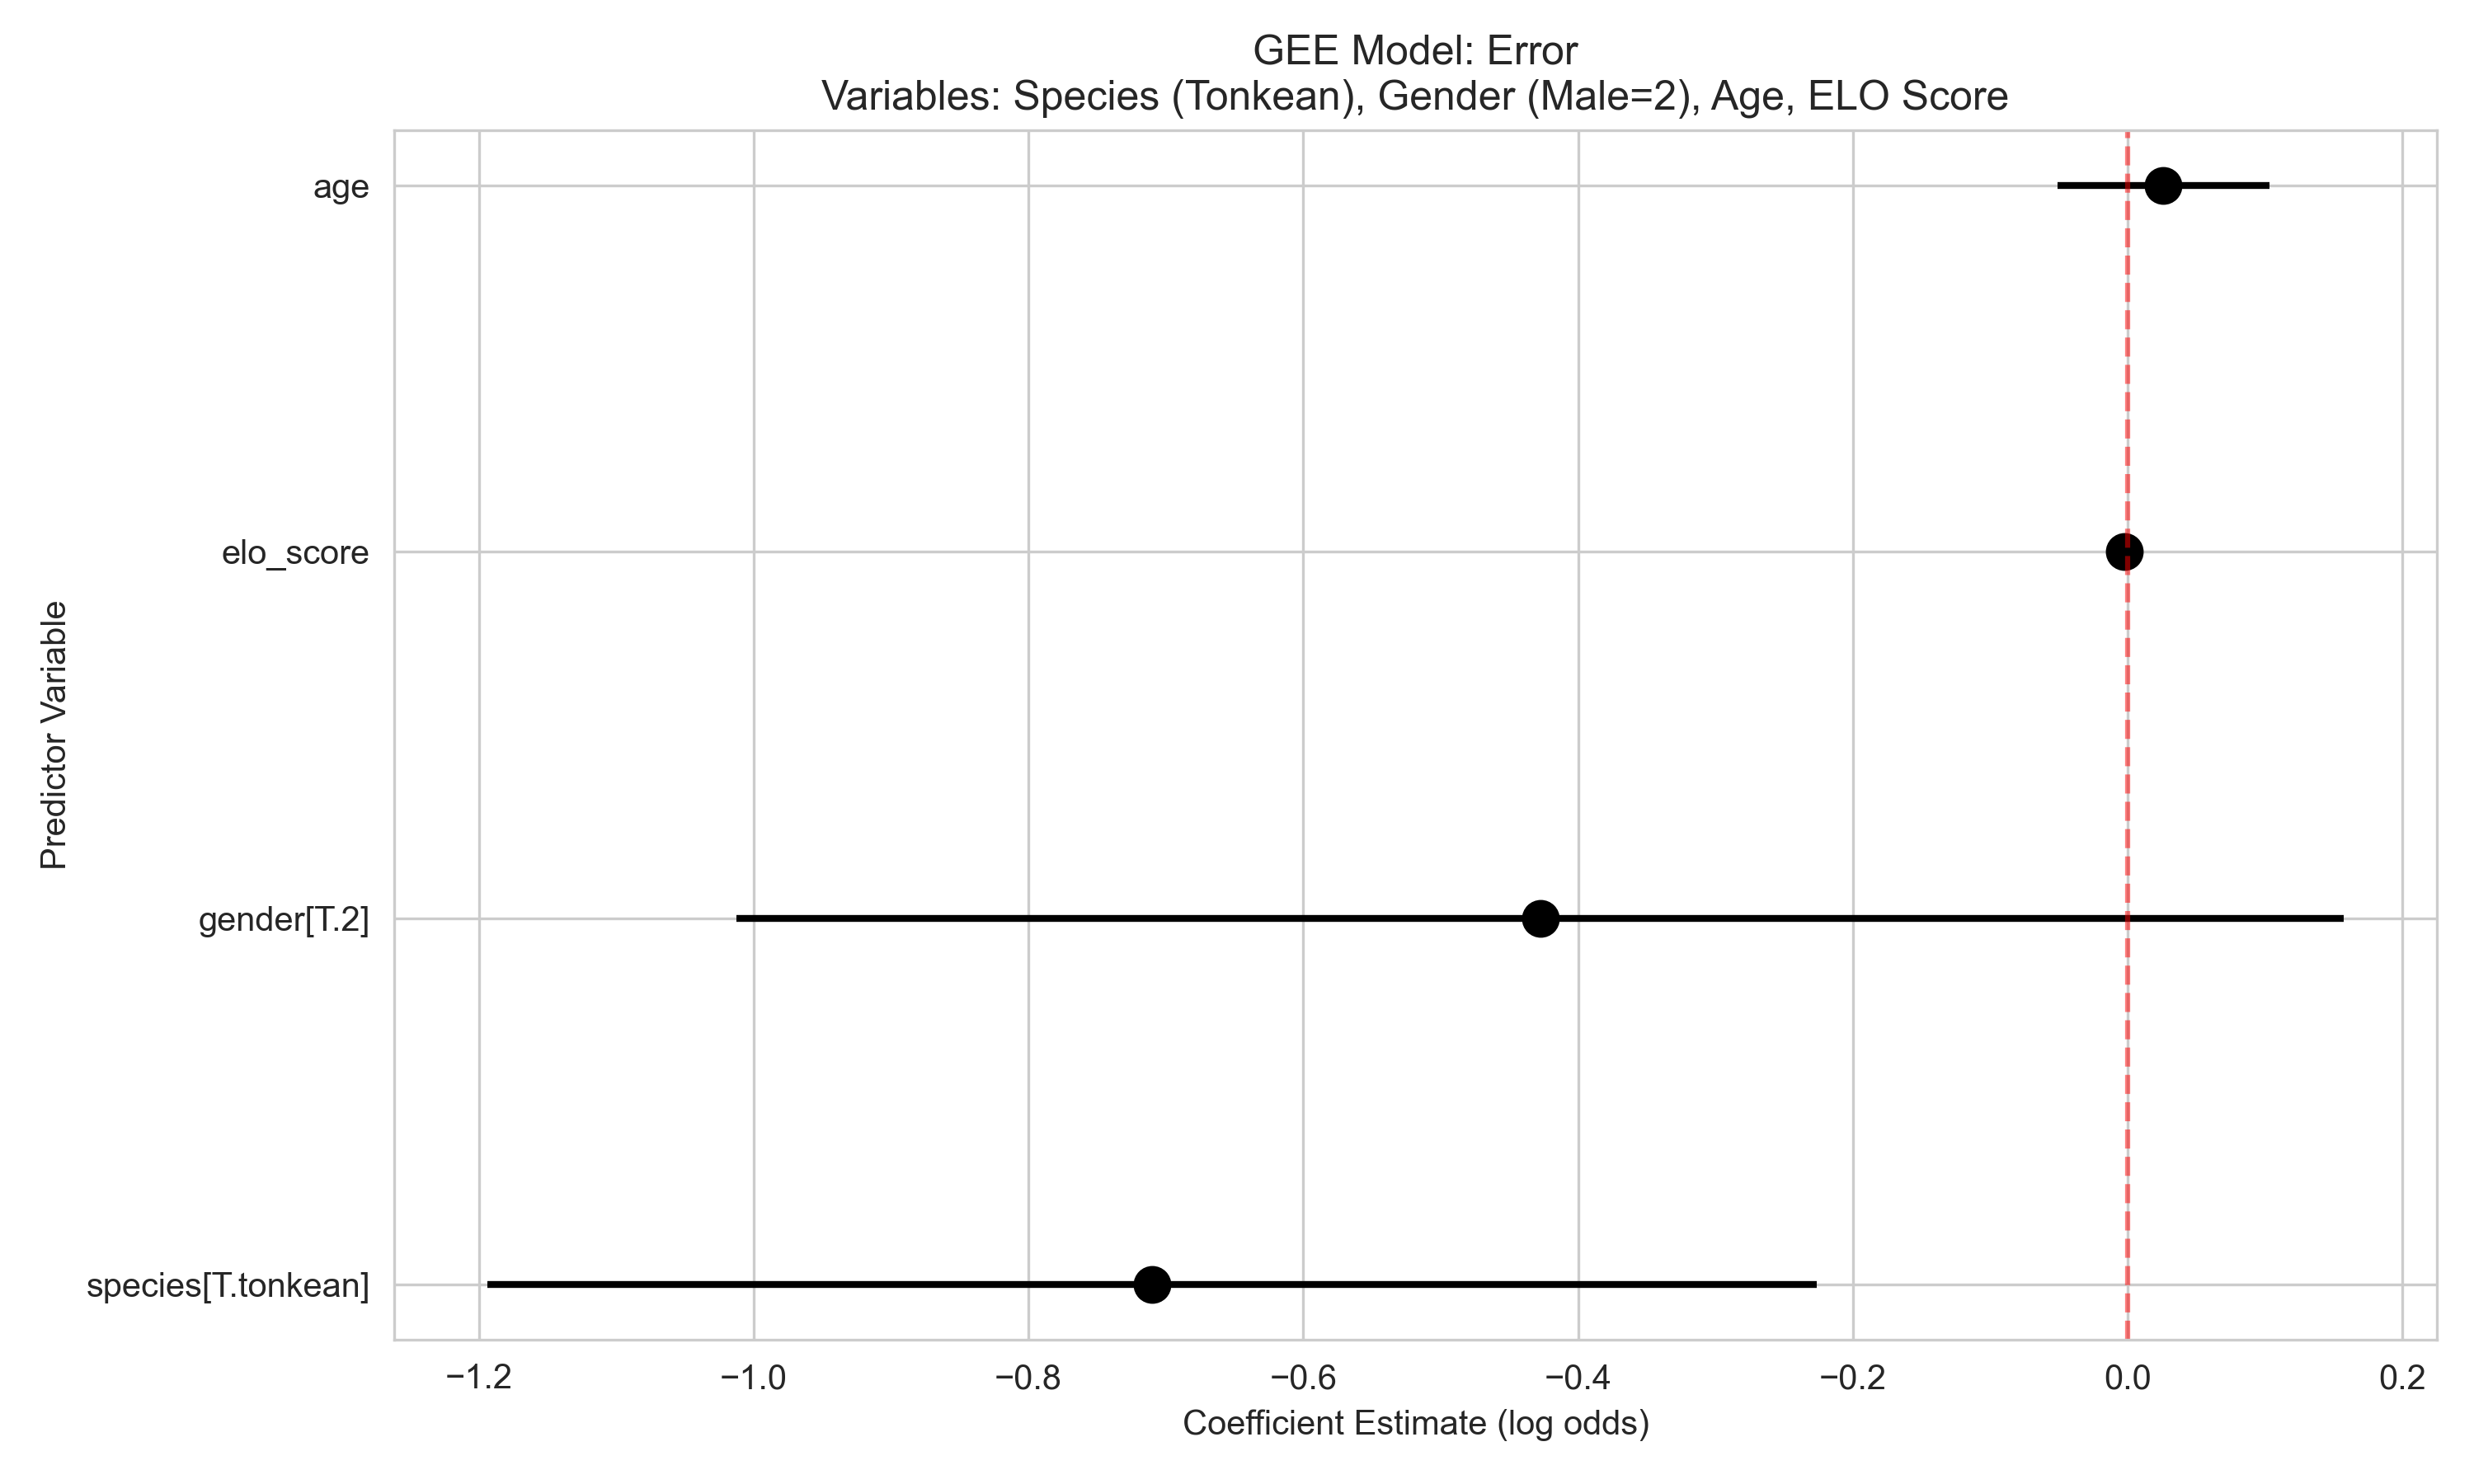 GEE Model: Error
Variables: Species (Tonkean), Gender (Male=2), Age, ELO Score
Predictor Variable
age
elo_score
gender[T.2]
species[T.tonkean]
−1.2 −1.0 −0.8 −0.6 −0.4 −0.2 0.0 0.2
Coefficient Estimate (log odds)